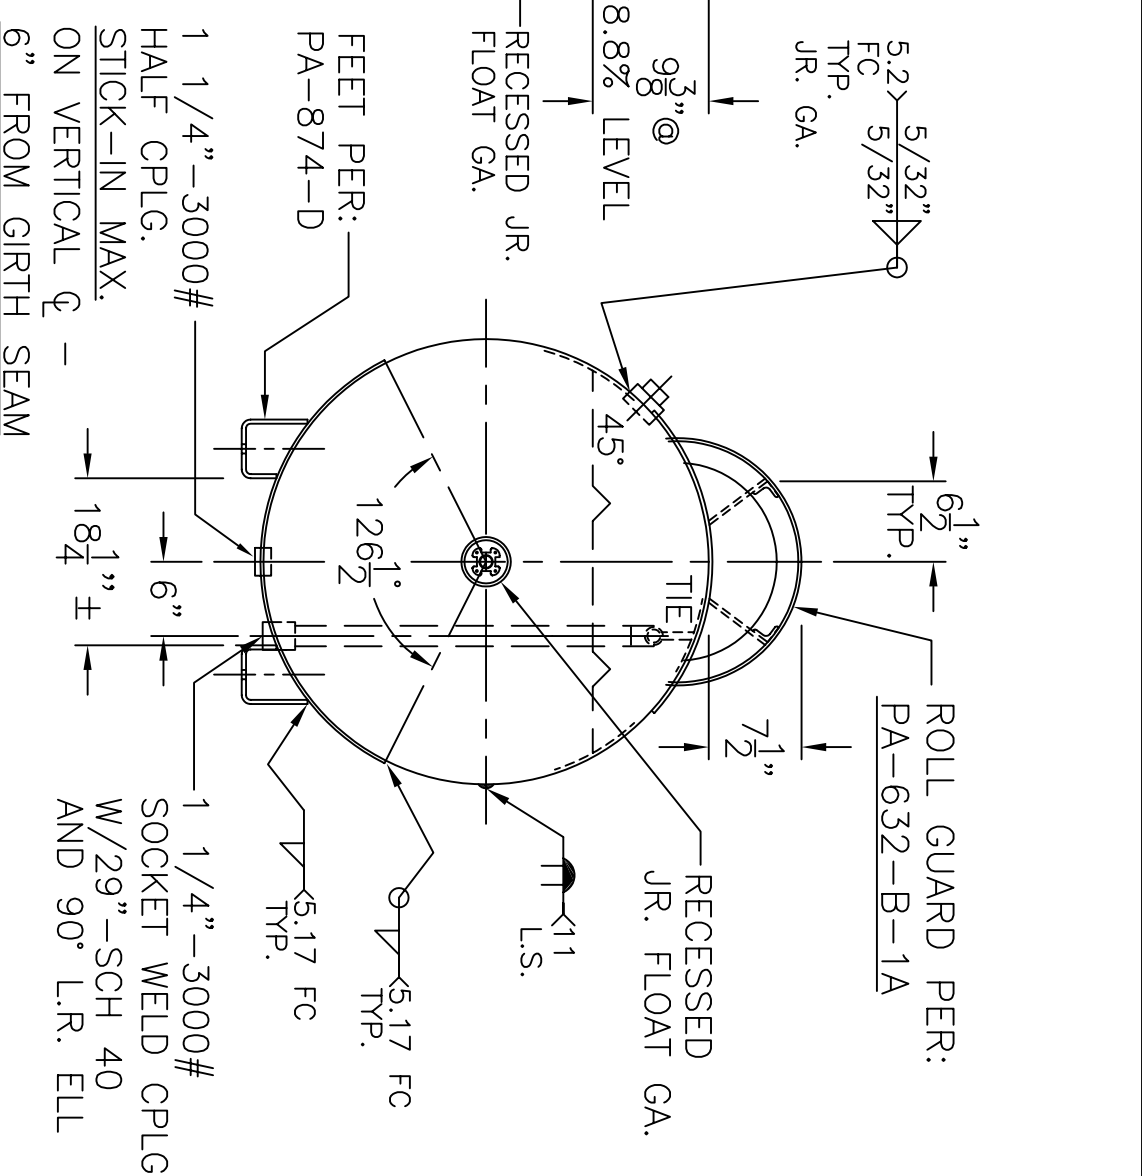 5.2
FC
TYP.
JR. GA.
5/32"
5/32"
9 3/8" @
8.8% LEVEL
RECESSED JR.
FLOAT GA.
FEET PER:
PA-874-D
1 1/4"-3000#
HALF CPLG.
STICK-IN MAX.
ON VERTICAL ℄ -
6" FROM GIRTH SEAM
6 1/2"
TYP.
ROLL GUARD PER:
PA-632-B-1A
7 1/2"
45°
TIE
126 1/2°
18 1/4" ±
6"
RECESSED
JR. FLOAT GA.
11
L.S.
5.17 FC
TYP.
5.17 FC
TYP.
1 1/4"-3000#
SOCKET WELD CPLG
W/29"-SCH 40
AND 90° L.R. ELL